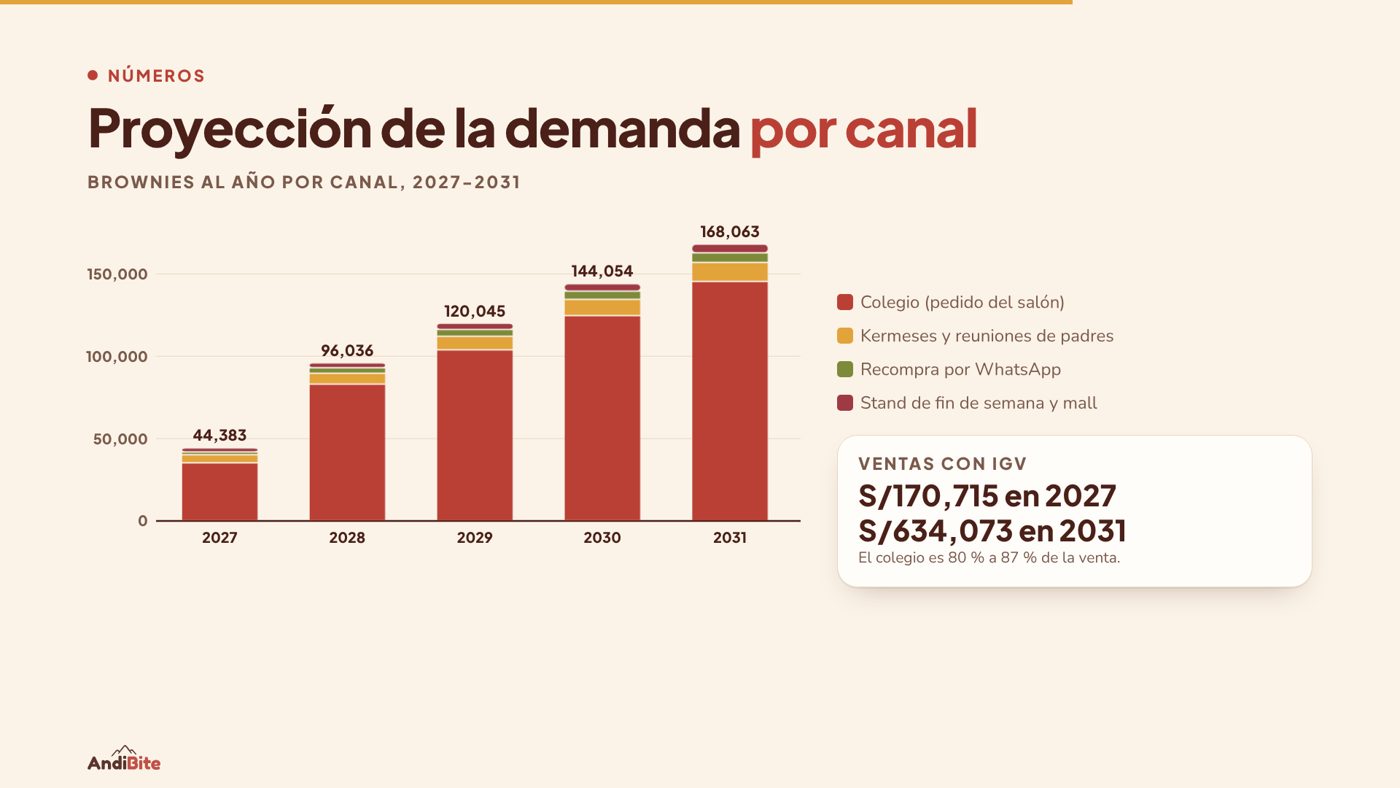 NÚMEROS
Proyección de la demanda por canal
BROWNIES AL AÑO POR CANAL, 2027–2031
168,063
150,000
144,054
120,045
100,000
96,036
50,000
44,383
0
2027 2028 2029 2030 2031
Colegio (pedido del salón)
Kermeses y reuniones de padres
Recompra por WhatsApp
Stand de fin de semana y mall
VENTAS CON IGV
S/170,715 en 2027
S/634,073 en 2031
El colegio es 80 % a 87 % de la venta.
AndiBite